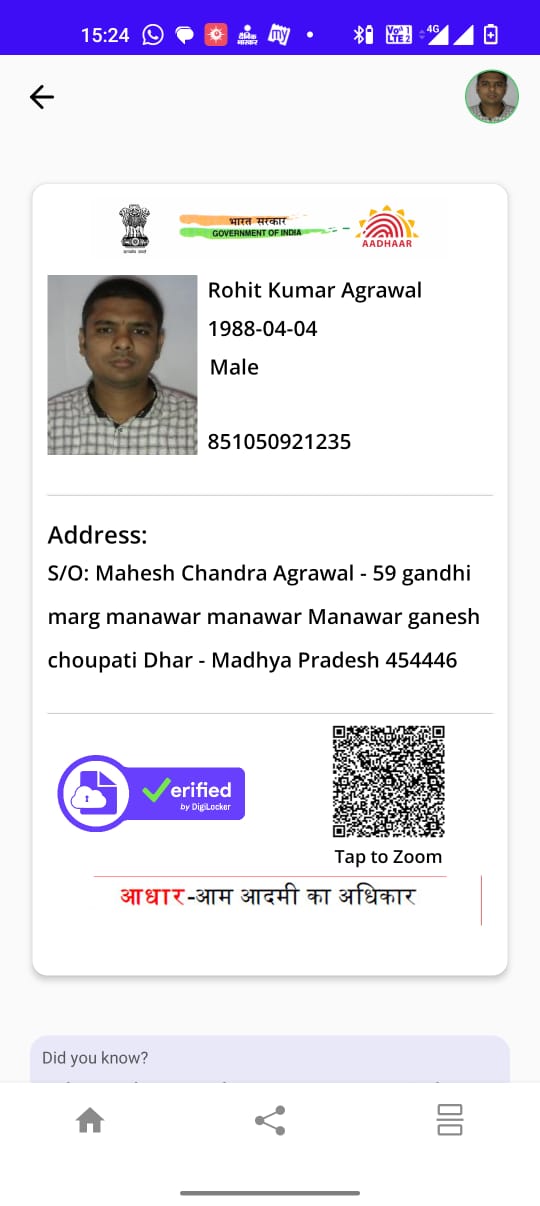 15:24
भारत सरकार
GOVERNMENT OF INDIA
AADHAAR
Rohit Kumar Agrawal
1988-04-04
Male
851050921235
Address:
S/O: Mahesh Chandra Agrawal - 59 gandhi
marg manawar manawar Manawar ganesh
choupati Dhar - Madhya Pradesh 454446
Verified
by DigiLocker
Tap to Zoom
आधार-आम आदमी का अधिकार
Did you know?